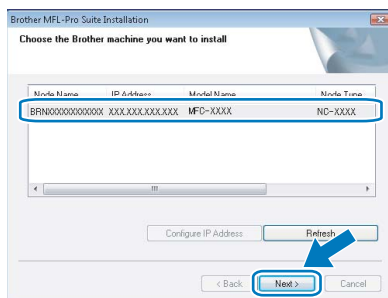 Brother MFL-Pro Suite Installation
Choose the Brother machine you want to install
Node Name IP Address Model Name Node Type
BRNXXXXXXXXXXXX XXX.XXX.XXX.XXX MFC-XXXX NC-XXXX
Configure IP Address Refresh
< Back Next > Cancel